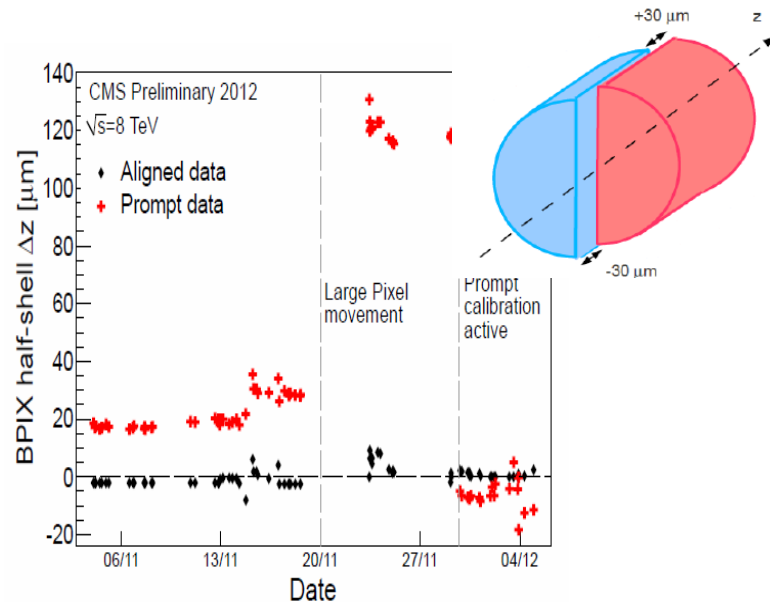 +30 μm
z
-30 μm
CMS Preliminary 2012
√s=8 TeV
Aligned data
Prompt data
Large Pixel
movement
Prompt
calibration
active
BPIX half-shell Δz [μm]
140
120
100
80
60
40
20
0
-20
06/11
13/11
20/11
27/11
04/12
Date